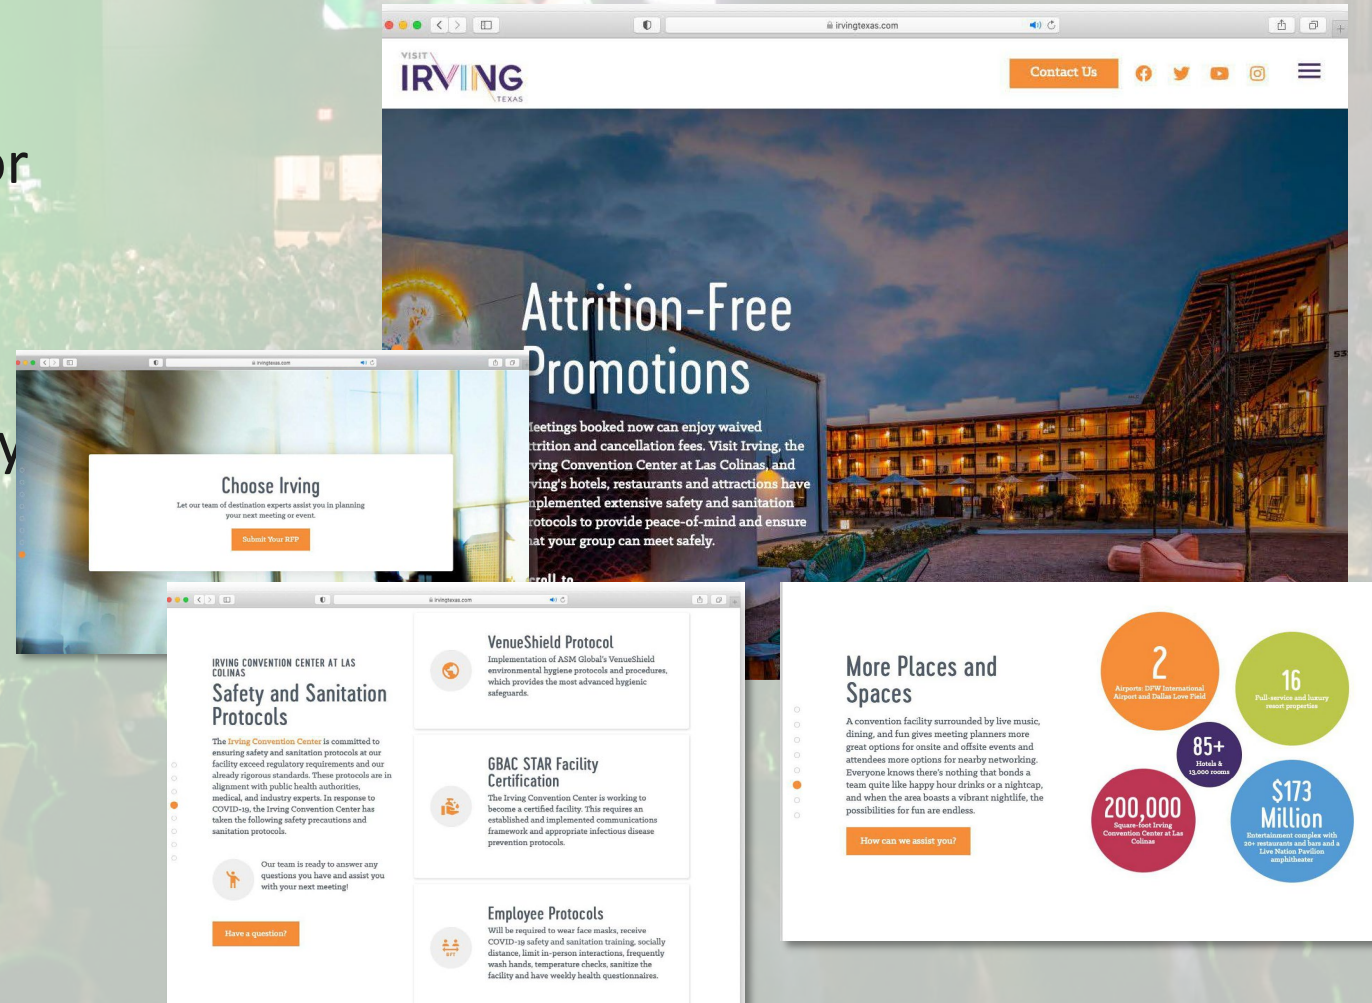 or
y
irvingtexas.com
VISIT
IRVING
TEXAS
Contact Us
Attrition-Free
Promotions
eetings booked now can enjoy waived
trition and cancellation fees. Visit Irving, the
ving Convention Center at Las Colinas, and
ving's hotels, restaurants and attractions have
plemented extensive safety and sanitation
rotocols to provide peace-of-mind and ensure
at your group can meet safely.
croll to
53
irvingtexas.com
Choose Irving
Let our team of destination experts assist you in planning
your next meeting or event.
Submit Your RFP
irvingtexas.com
IRVING CONVENTION CENTER AT LAS
COLINAS
Safety and Sanitation
Protocols
The Irving Convention Center is committed to
ensuring safety and sanitation protocols at our
facility exceed regulatory requirements and our
already rigorous standards. These protocols are in
alignment with public health authorities,
medical, and industry experts. In response to
COVID-19, the Irving Convention Center has
taken the following safety precautions and
sanitation protocols.
Our team is ready to answer any
questions you have and assist you
with your next meeting!
Have a question?
VenueShield Protocol
Implementation of ASM Global's VenueShield
environmental hygiene protocols and procedures,
which provides the most advanced hygienic
safeguards.
GBAC STAR Facility
Certification
The Irving Convention Center is working to
become a certified facility. This requires an
established and implemented communications
framework and appropriate infectious disease
prevention protocols.
6FT
Employee Protocols
Will be required to wear face masks, receive
COVID-19 safety and sanitation training, socially
distance, limit in-person interactions, frequently
wash hands, temperature checks, sanitize the
facility and have weekly health questionnaires.
More Places and
Spaces
A convention facility surrounded by live music,
dining, and fun gives meeting planners more
great options for onsite and offsite events and
attendees more options for nearby networking.
Everyone knows there's nothing that bonds a
team quite like happy hour drinks or a nightcap,
and when the area boasts a vibrant nightlife, the
possibilities for fun are endless.
How can we assist you?
2
Airports: DFW International
Airport and Dallas Love Field
16
Full-service and luxury
resort properties
85+
Hotels &
13,000 rooms
200,000
Square-foot Irving
Convention Center at Las
Colinas
$173
Million
Entertainment complex with
20+ restaurants and bars and a
Live Nation Pavilion
amphitheater